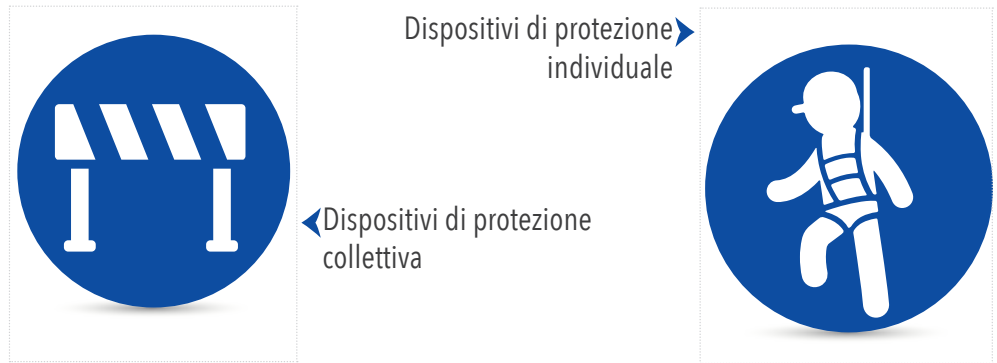 Dispositivi di protezione
individuale
Dispositivi di protezione
collettiva